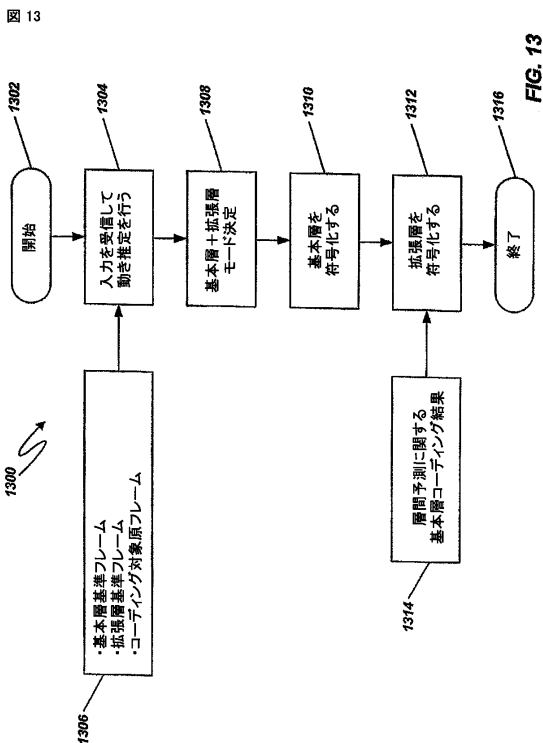 図 13
1300
1302
開始
1304
入力を受信して
動き推定を行う
1306
・基本層基準フレーム
・拡張層基準フレーム
・コーディング対象原フレーム
1308
基本層＋拡張層
モード決定
1310
基本層を
符号化する
1312
拡張層を
符号化する
1314
層間予測に関する
基本層コーディング結果
1316
終了
FIG. 13